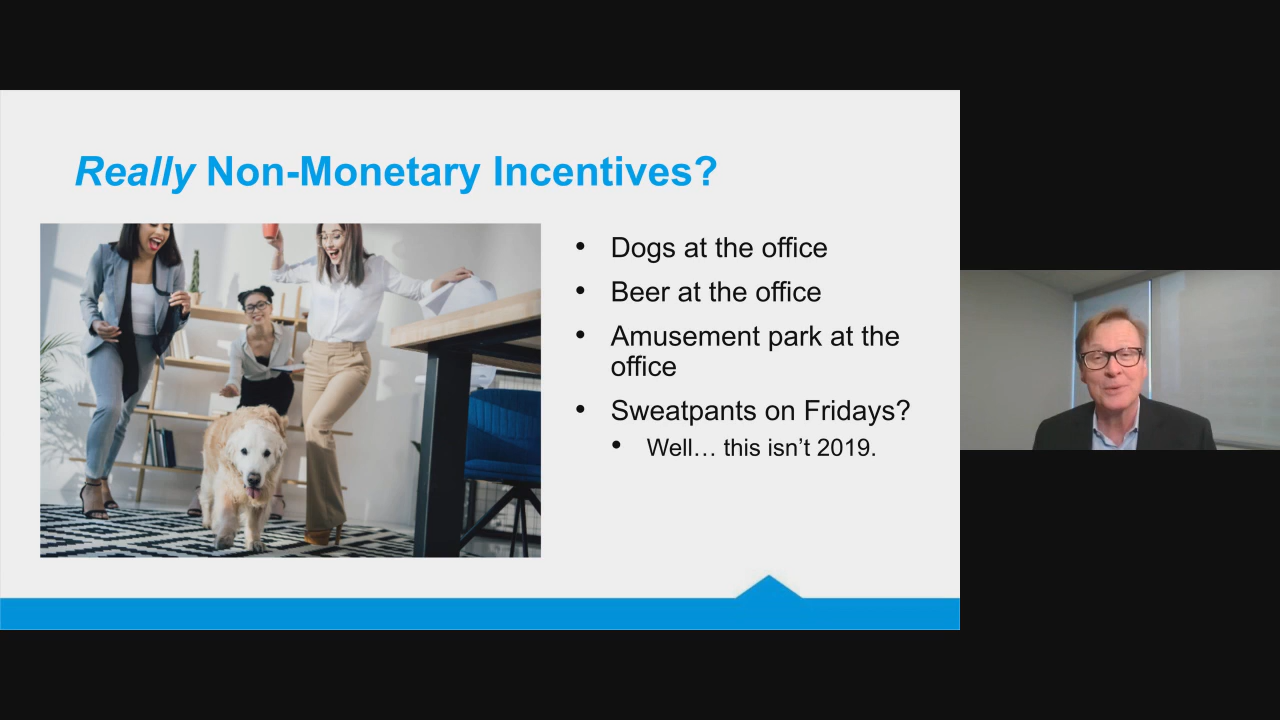 Really Non-Monetary Incentives?
• Dogs at the office
• Beer at the office
• Amusement park at the
office
• Sweatpants on Fridays?
• Well… this isn’t 2019.